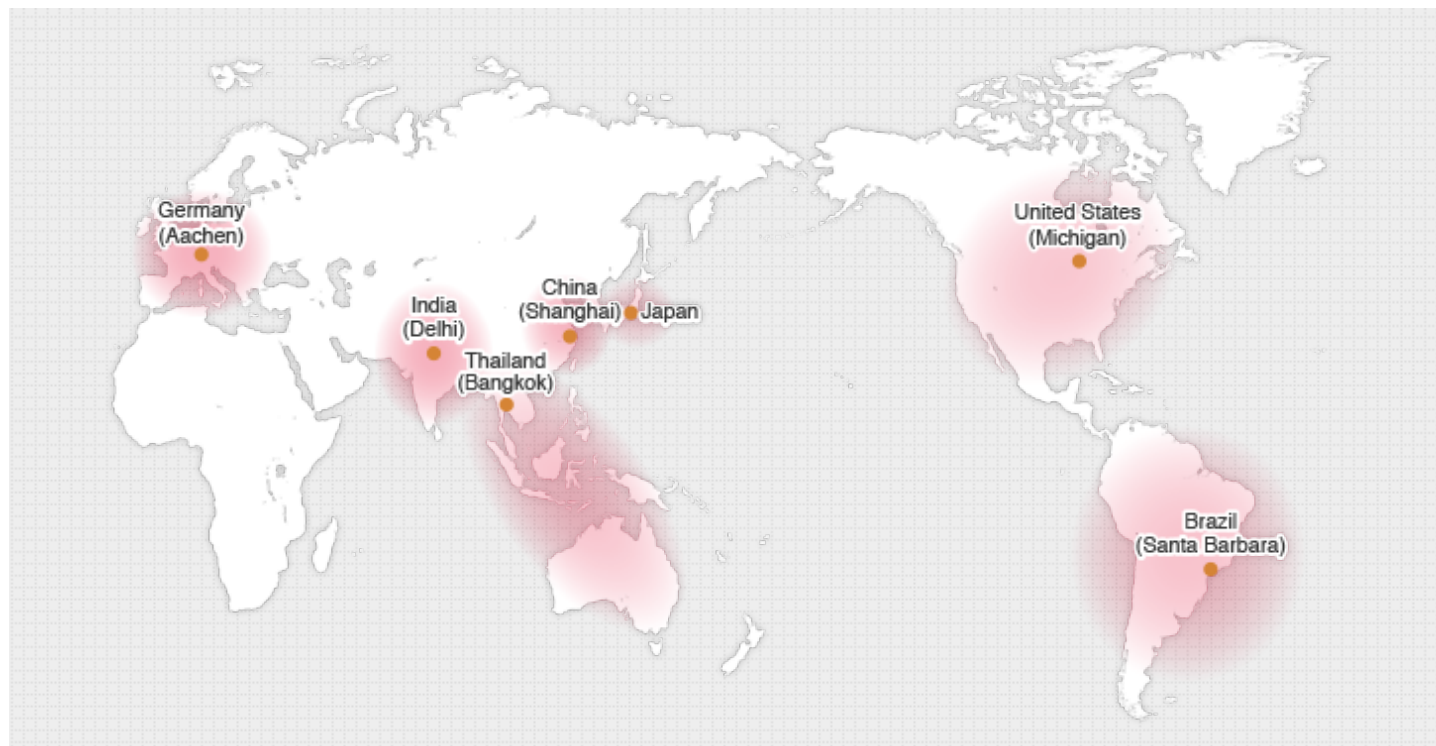 Germany
(Aachen)
United States
(Michigan)
China
(Shanghai)
Japan
India
(Delhi)
Thailand
(Bangkok)
Brazil
(Santa Barbara)